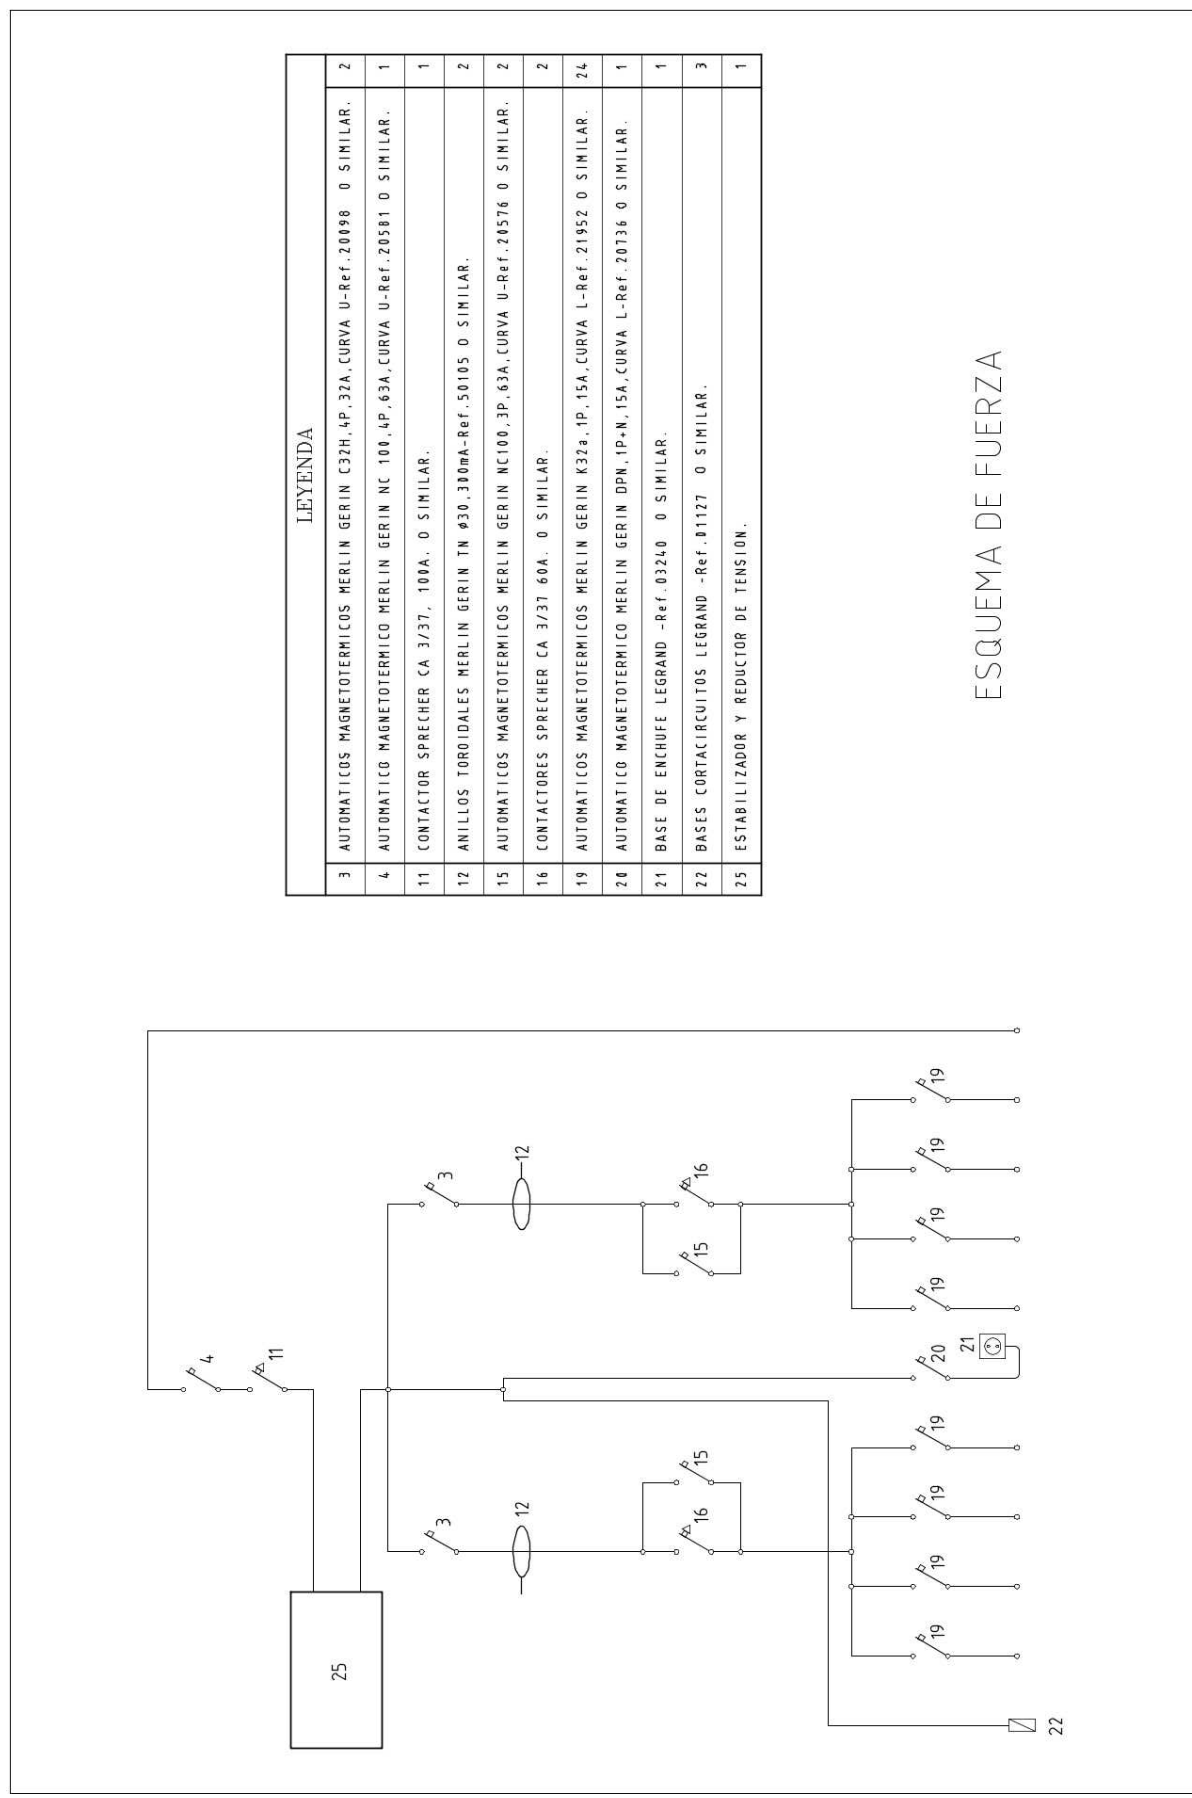 LEYENDA
3 AUTOMATICOS MAGNETOTERMICOS MERLIN GERIN C32H,4P,32A,CURVA U-Ref.20098 O SIMILAR. 2
4 AUTOMATICO MAGNETOTERMICO MERLIN GERIN NC 100,4P,63A,CURVA U-Ref.20581 O SIMILAR. 1
11 CONTACTOR SPRECHER CA 3/37, 100A. O SIMILAR. 1
12 ANILLOS TOROIDALES MERLIN GERIN TN ø30,300mA-Ref.50105 O SIMILAR. 2
15 AUTOMATICOS MAGNETOTERMICOS MERLIN GERIN NC100,3P,63A,CURVA U-Ref.20576 O SIMILAR. 2
16 CONTACTORES SPRECHER CA 3/37 60A. O SIMILAR. 2
19 AUTOMATICOS MAGNETOTERMICOS MERLIN GERIN K32a,1P,15A,CURVA L-Ref.21952 O SIMILAR. 24
20 AUTOMATICO MAGNETOTERMICO MERLIN GERIN DPN,1P+N,15A,CURVA L-Ref.20736 O SIMILAR. 1
21 BASE DE ENCHUFE LEGRAND -Ref.03240 O SIMILAR. 1
22 BASES CORTACIRCUITOS LEGRAND -Ref.01127 O SIMILAR. 3
25 ESTABILIZADOR Y REDUCTOR DE TENSION. 1
4
11
25
3 3
12 12
16 15 15 16
19 19 19 19 20 19 19 19 19
21
22
ESQUEMA DE FUERZA